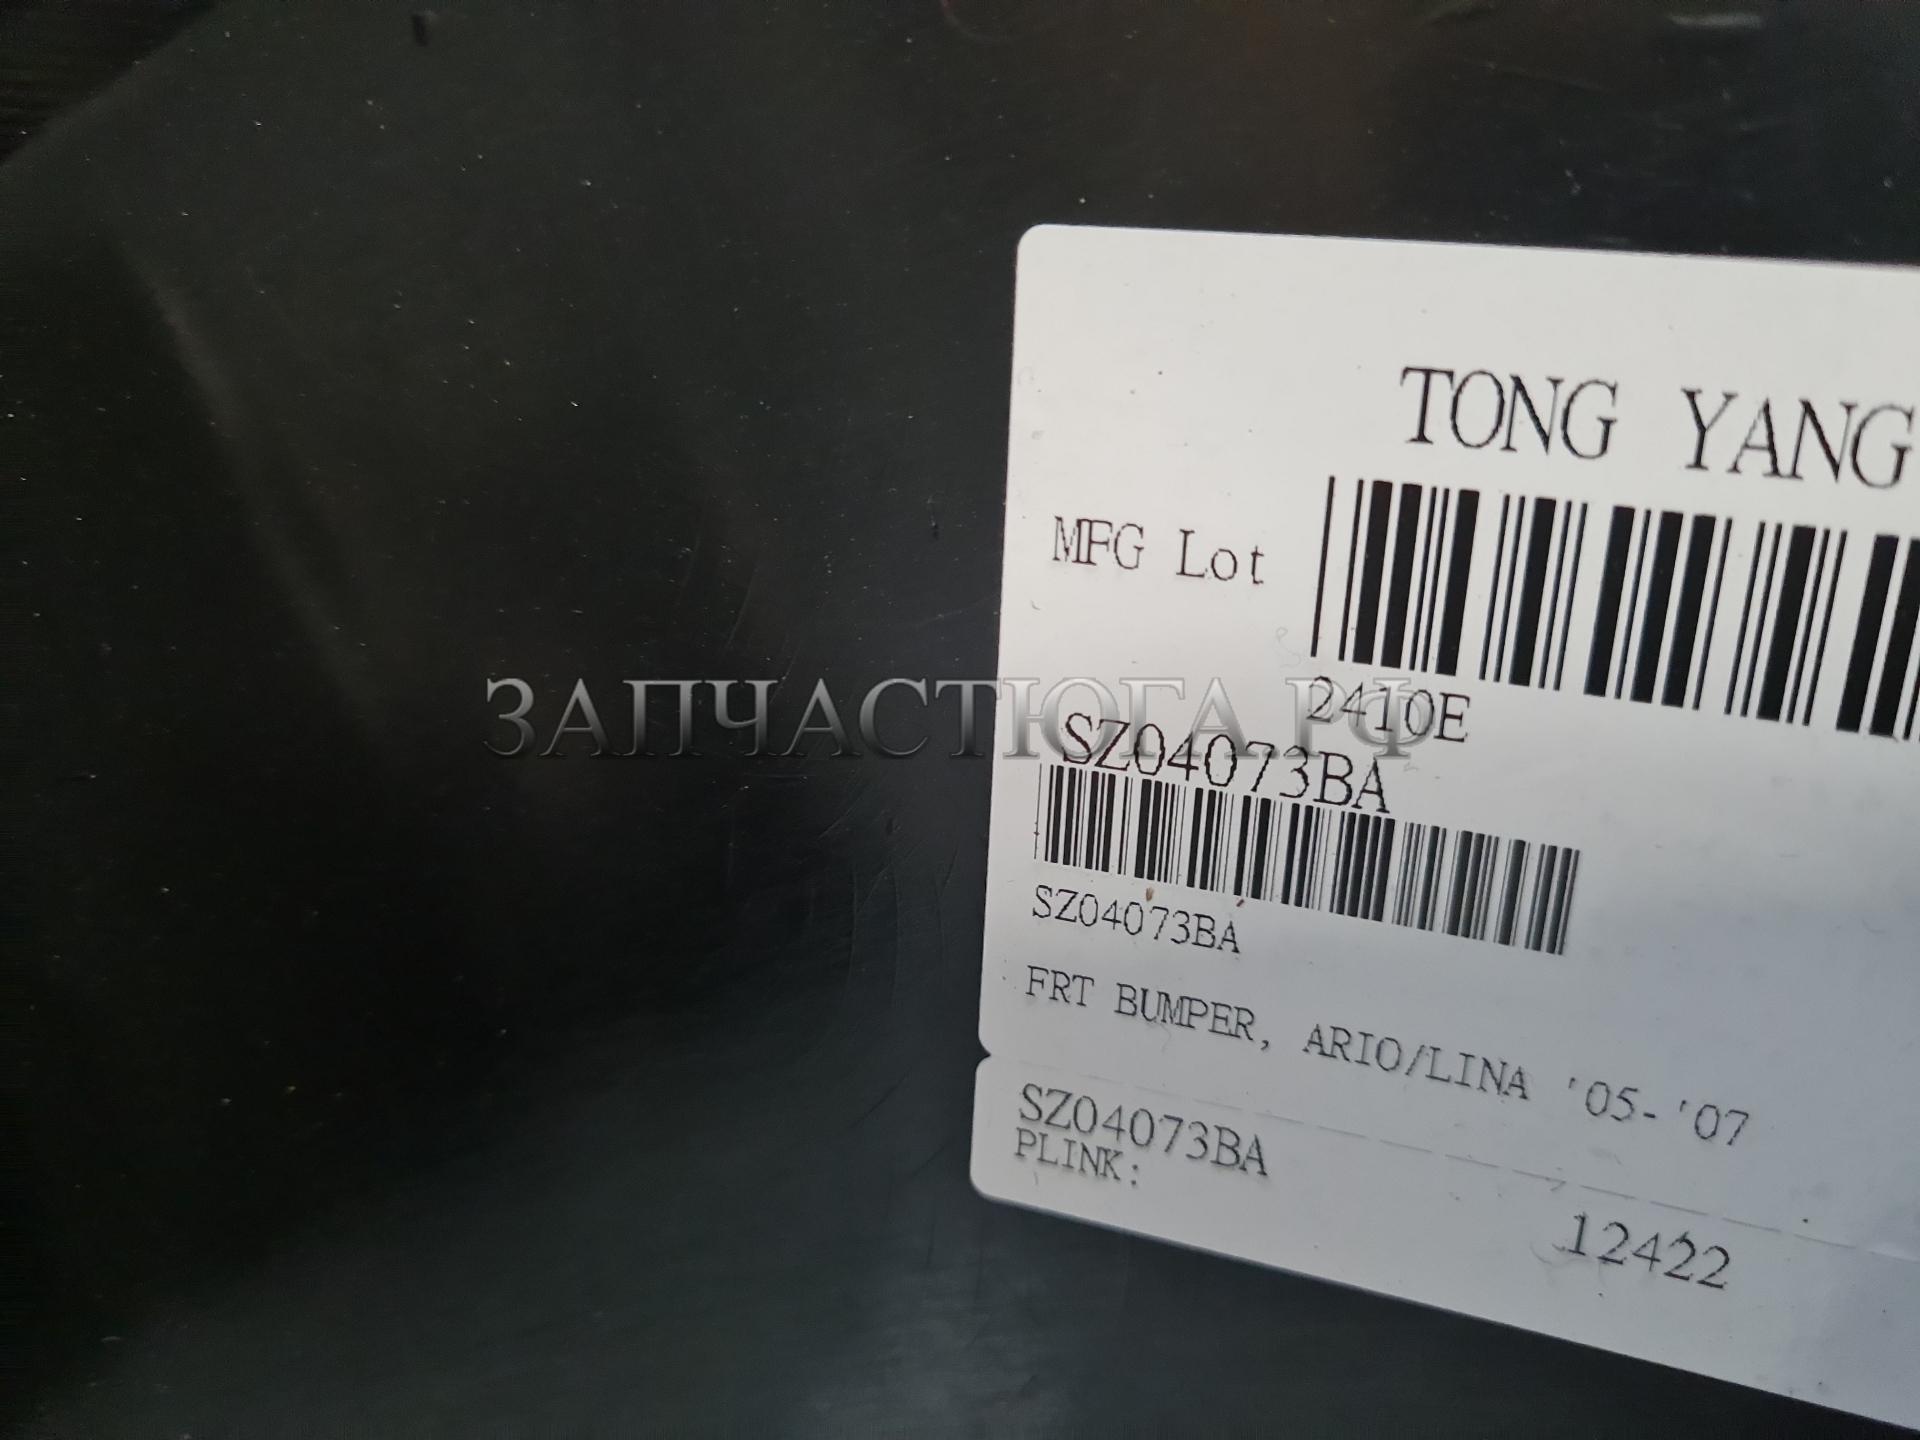 TONG YANG
MFG Lot
2410E
SZ04073BA
SZ04073BA
FRT BUMPER, ARIO/LINA '05-'07
SZ04073BA
PLINK:
12422
ЗАПЧАСТЮГА.РФ